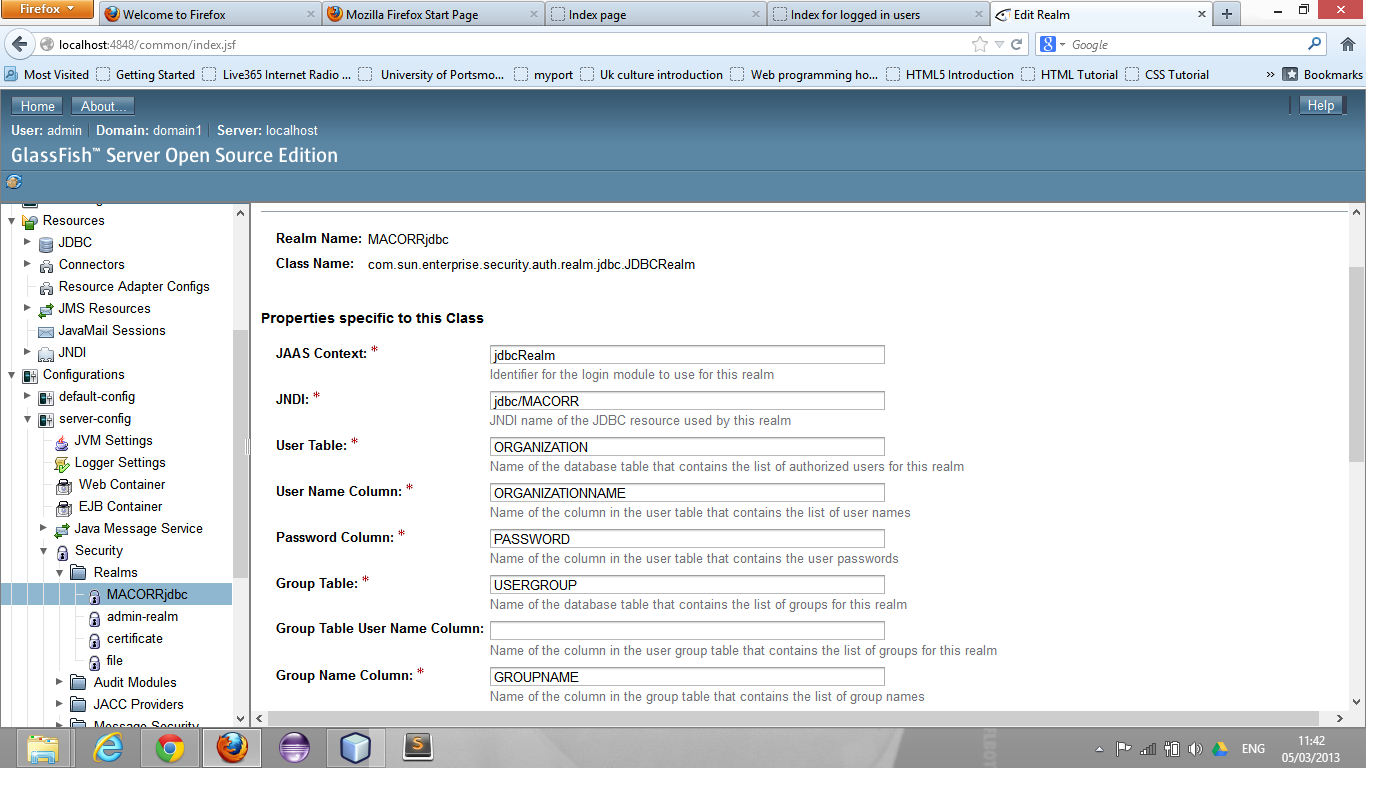 Firefox
Welcome to Firefox
Mozilla Firefox Start Page
Index page
Index for logged in users
Edit Realm
localhost:4848/common/index.jsf
Google
Most Visited
Getting Started
Live365 Internet Radio ...
University of Portsmo...
myport
Uk culture introduction
Web programming ho...
HTML5 Introduction
HTML Tutorial
CSS Tutorial
»
Bookmarks
Home
About...
Help
User: admin
Domain: domain1
Server: localhost
GlassFish™ Server Open Source Edition
Resources
JDBC
Connectors
Resource Adapter Configs
JMS Resources
JavaMail Sessions
JNDI
Configurations
default-config
server-config
JVM Settings
Logger Settings
Web Container
EJB Container
Java Message Service
Security
Realms
MACORRjdbc
admin-realm
certificate
file
Audit Modules
JACC Providers
Message Security
Realm Name: MACORRjdbc
Class Name: com.sun.enterprise.security.auth.realm.jdbc.JDBCRealm
Properties specific to this Class
JAAS Context: * jdbcRealm
Identifier for the login module to use for this realm
JNDI: * jdbc/MACORR
JNDI name of the JDBC resource used by this realm
User Table: * ORGANIZATION
Name of the database table that contains the list of authorized users for this realm
User Name Column: * ORGANIZATIONNAME
Name of the column in the user table that contains the list of user names
Password Column: * PASSWORD
Name of the column in the user table that contains the user passwords
Group Table: * USERGROUP
Name of the database table that contains the list of groups for this realm
Group Table User Name Column:
Name of the column in the user group table that contains the list of groups for this realm
Group Name Column: * GROUPNAME
Name of the column in the group table that contains the list of group names
ENG
11:42
05/03/2013